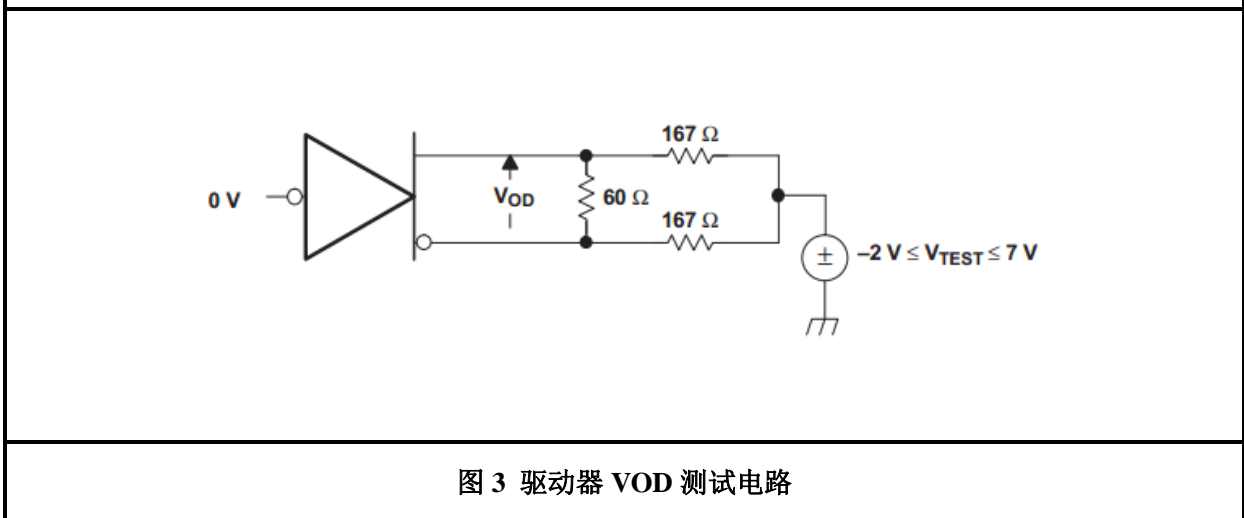 167 Ω
0 V
VOD
60 Ω
167 Ω
±
–2 V ≤ VTEST ≤ 7 V
图 3 驱动器 VOD 测试电路